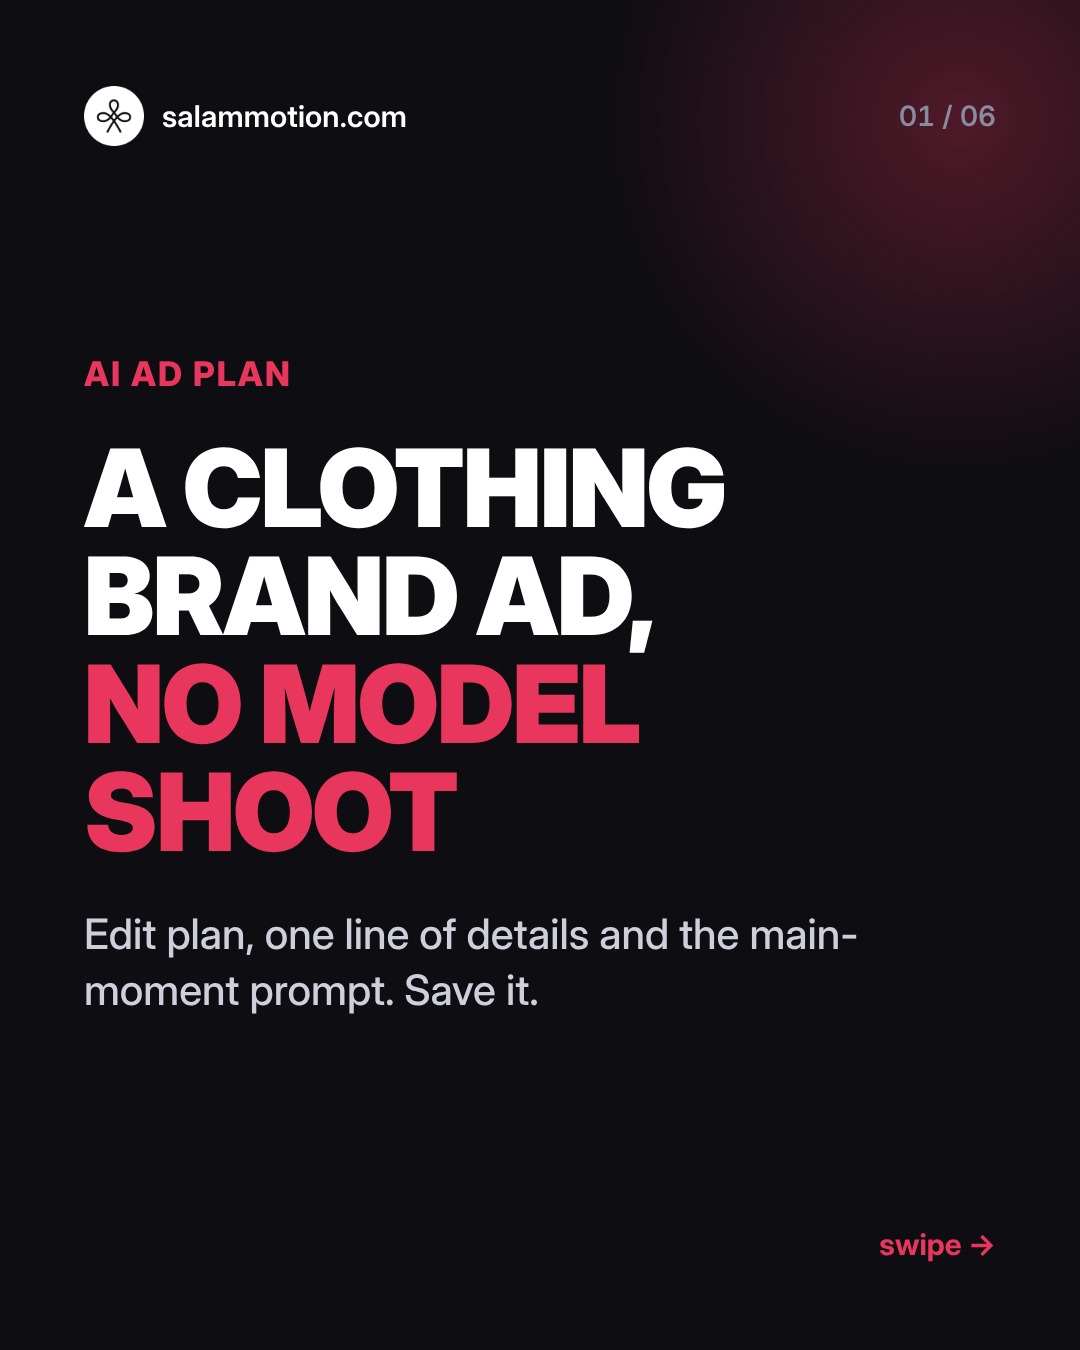 salammotion.com
01 / 06
AI AD PLAN
A CLOTHING
BRAND AD,
NO MODEL
SHOOT
Edit plan, one line of details and the main-
moment prompt. Save it.
swipe →